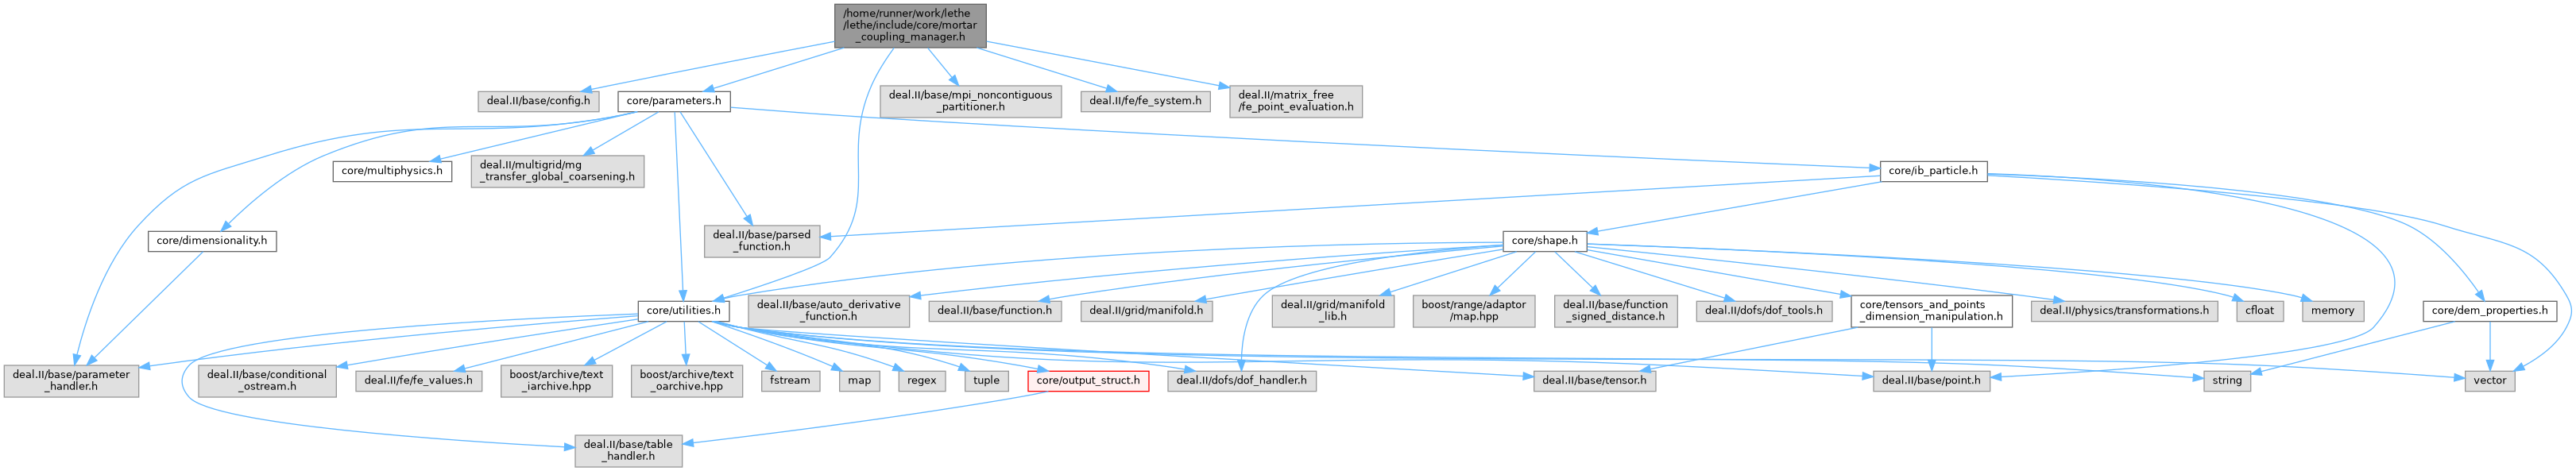 /home/runner/work/lethe
/lethe/include/core/mortar
_coupling_manager.h
deal.II/base/config.h
core/parameters.h
deal.II/base/mpi_noncontiguous
_partitioner.h
deal.II/fe/fe_system.h
deal.II/matrix_free
/fe_point_evaluation.h
core/multiphysics.h
deal.II/multigrid/mg
_transfer_global_coarsening.h
core/ib_particle.h
core/dimensionality.h
deal.II/base/parsed
_function.h
core/shape.h
core/utilities.h
deal.II/base/auto_derivative
_function.h
deal.II/base/function.h
deal.II/grid/manifold.h
deal.II/grid/manifold
_lib.h
boost/range/adaptor
/map.hpp
deal.II/base/function
_signed_distance.h
deal.II/dofs/dof_tools.h
core/tensors_and_points
_dimension_manipulation.h
deal.II/physics/transformations.h
cfloat
memory
core/dem_properties.h
deal.II/base/parameter
_handler.h
deal.II/base/conditional
_ostream.h
deal.II/fe/fe_values.h
boost/archive/text
_iarchive.hpp
boost/archive/text
_oarchive.hpp
fstream
map
regex
tuple
core/output_struct.h
deal.II/dofs/dof_handler.h
deal.II/base/tensor.h
deal.II/base/point.h
string
vector
deal.II/base/table
_handler.h